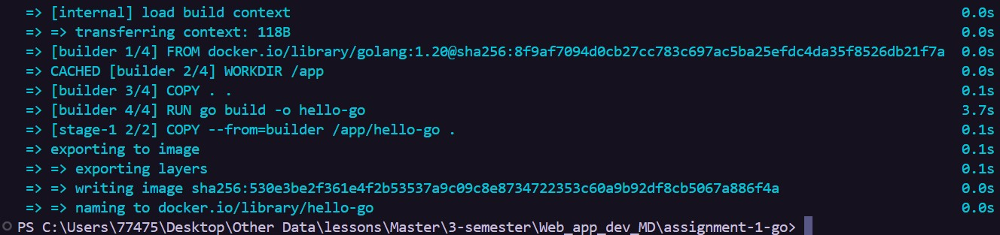 => [internal] load build context 0.0s
=> => transferring context: 118B 0.0s
=> [builder 1/4] FROM docker.io/library/golang:1.20@sha256:8f9af7094d0cb27cc783c697ac5ba25efdc4da35f8526db21f7a 0.0s
=> CACHED [builder 2/4] WORKDIR /app 0.0s
=> [builder 3/4] COPY . . 0.1s
=> [builder 4/4] RUN go build -o hello-go 3.7s
=> [stage-1 2/2] COPY --from=builder /app/hello-go . 0.1s
=> exporting to image 0.1s
=> => exporting layers 0.1s
=> => writing image sha256:530e3be2f361e4f2b53537a9c09c8e8734722353c60a9b92df8cb5067a886f4a 0.0s
=> => naming to docker.io/library/hello-go 0.0s
PS C:\Users\77475\Desktop\Other Data\lessons\Master\3-semester\Web_app_dev_MD\assignment-1-go>